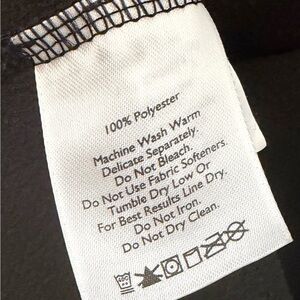 100% Polyester
Machine Wash Warm
Delicate Separately.
Do Not Bleach.
Do Not Use Fabric Softeners.
Tumble Dry Low Or
For Best Results Line Dry.
Do Not Iron.
Do Not Dry Clean.